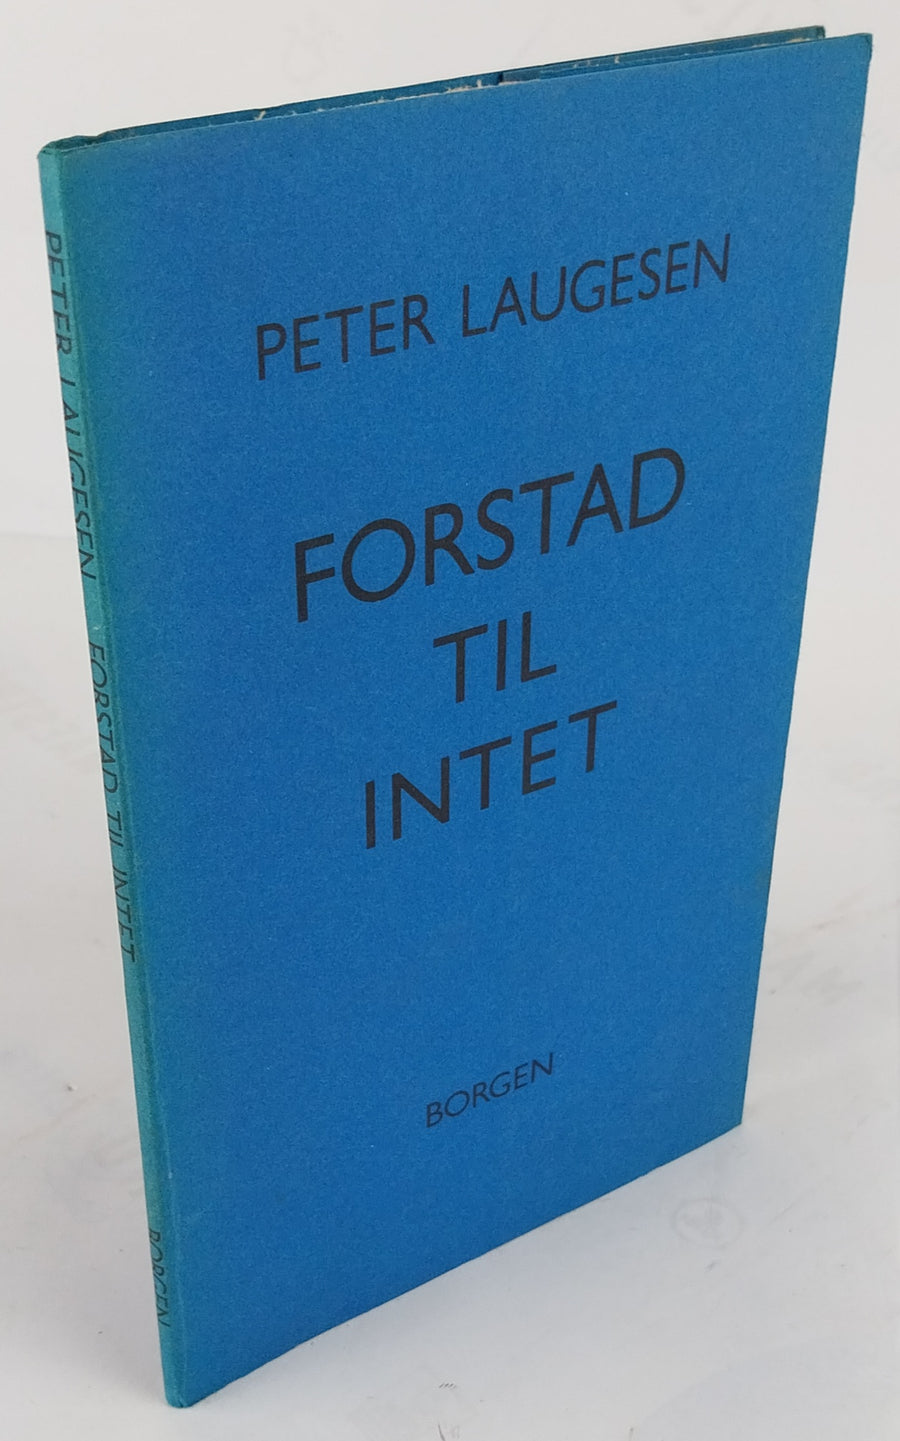 PETER LAUGESEN
FORSTAD
TIL
INTET
BORGEN
PETER LAUGESEN FORSTAD TIL INTET BORGEN